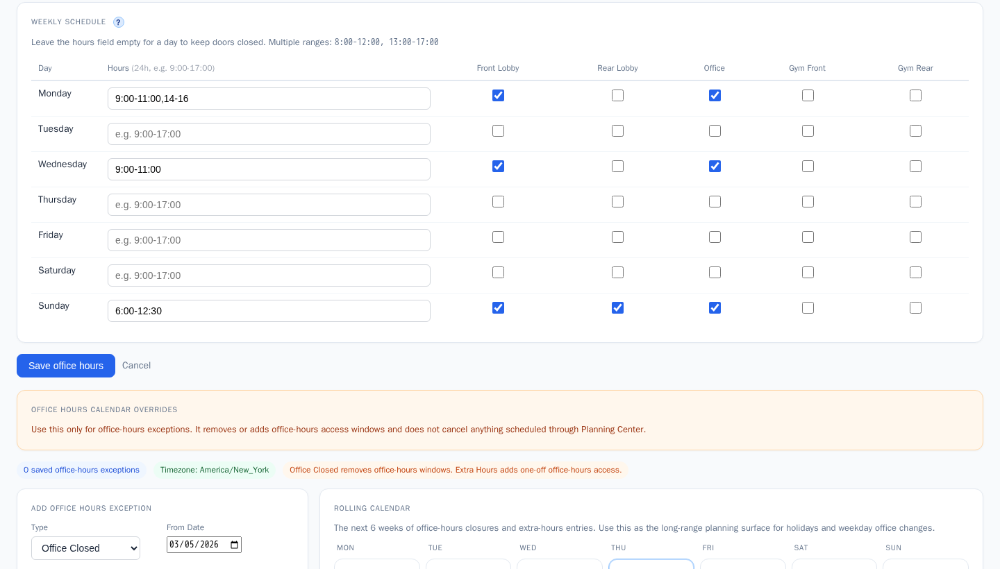 WEEKLY SCHEDULE ?
Leave the hours field empty for a day to keep doors closed. Multiple ranges: 8:00-12:00, 13:00-17:00
Day Hours (24h, e.g. 9:00-17:00) Front Lobby Rear Lobby Office Gym Front Gym Rear
Monday 9:00-11:00,14-16
Tuesday e.g. 9:00-17:00
Wednesday 9:00-11:00
Thursday e.g. 9:00-17:00
Friday e.g. 9:00-17:00
Saturday e.g. 9:00-17:00
Sunday 6:00-12:30
Save office hours Cancel
OFFICE HOURS CALENDAR OVERRIDES
Use this only for office-hours exceptions. It removes or adds office-hours access windows and does not cancel anything scheduled through Planning Center.
0 saved office-hours exceptions Timezone: America/New_York Office Closed removes office-hours windows. Extra Hours adds one-off office-hours access.
ADD OFFICE HOURS EXCEPTION
Type From Date
Office Closed 03/05/2026
ROLLING CALENDAR
The next 6 weeks of office-hours closures and extra-hours entries. Use this as the long-range planning surface for holidays and weekday office changes.
MON TUE WED THU FRI SAT SUN